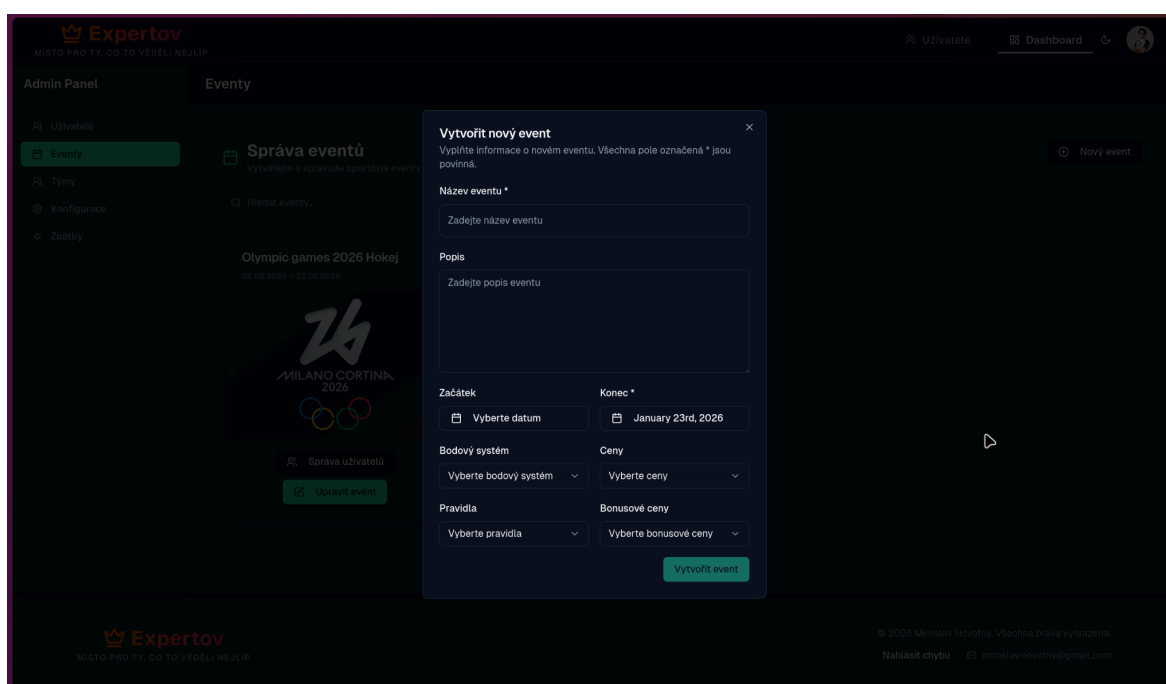 Expertov
MÍSTO PRO TY, CO TO VĚDĚLI NEJLÍP
Uživatelé
Dashboard
Admin Panel
Eventy
Uživatelé
Eventy
Týmy
Konfigurace
Zpátky
Správa eventů
Vytvářejte a spravujte sportovní eventy
Nový event
Hledat eventy...
Olympic games 2026 Hokej
05.02.2026 – 22.02.2026
MILANO CORTINA
2026
Správa uživatelů
Upravit event
Vytvořit nový event
Vyplňte informace o novém eventu. Všechna pole označená * jsou
povinná.
Název eventu *
Zadejte název eventu
Popis
Zadejte popis eventu
Začátek
Konec *
Vyberte datum
January 23rd, 2026
Bodový systém
Ceny
Vyberte bodový systém
Vyberte ceny
Pravidla
Bonusové ceny
Vyberte pravidla
Vyberte bonusové ceny
Vytvořit event
Expertov
MÍSTO PRO TY, CO TO VĚDĚLI NEJLÍP
© 2026 Miroslav Novotný. Všechna práva vyhrazena.
Nahlásit chybu
mirostav.novotny@gmail.com